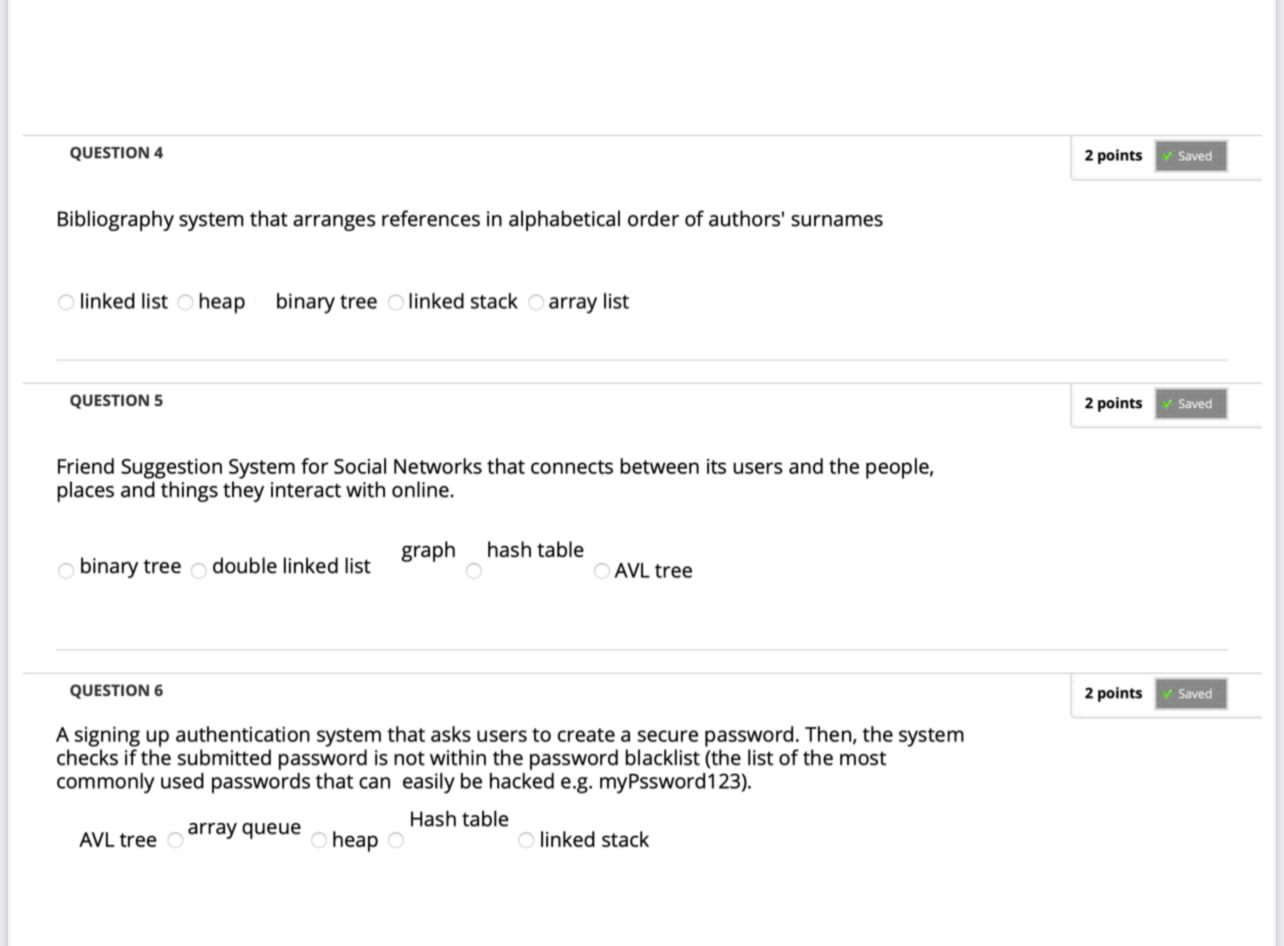 QUESTION 4
2 points
Saved
Bibliography system that arranges references in alphabetical order of authors' surnames
linked list heap binary tree linked stack array list
QUESTION 5
2 points
Saved
Friend Suggestion System for Social Networks that connects between its users and the people,
places and things they interact with online.
binary tree double linked list graph hash table AVL tree
QUESTION 6
2 points
Saved
A signing up authentication system that asks users to create a secure password. Then, the system
checks if the submitted password is not within the password blacklist (the list of the most
commonly used passwords that can easily be hacked e.g. myPssword123).
AVL tree array queue heap Hash table linked stack